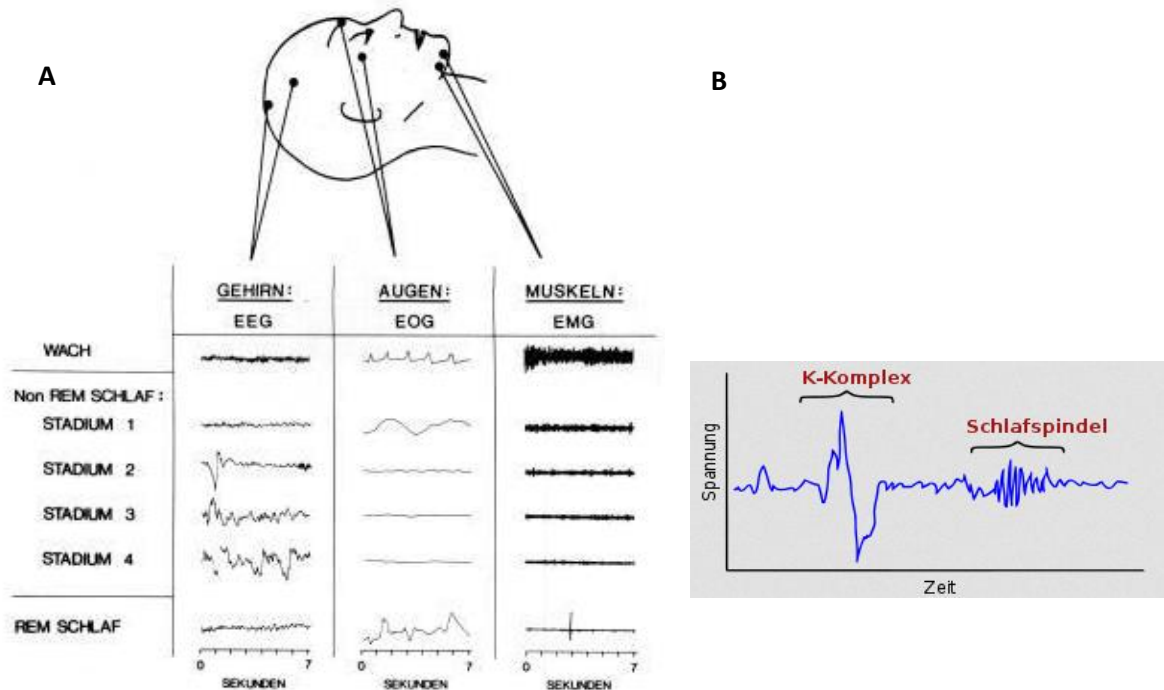 A
GEHIRN:
EEG
AUGEN:
EOG
MUSKELN:
EMG
WACH
Non REM SCHLAF:
STADIUM 1
STADIUM 2
STADIUM 3
STADIUM 4
REM SCHLAF
0 7
SEKUNDEN
0 7
SEKUNDEN
0 7
SEKUNDEN
B
K-Komplex
Schlafspindel
Spannung
Zeit